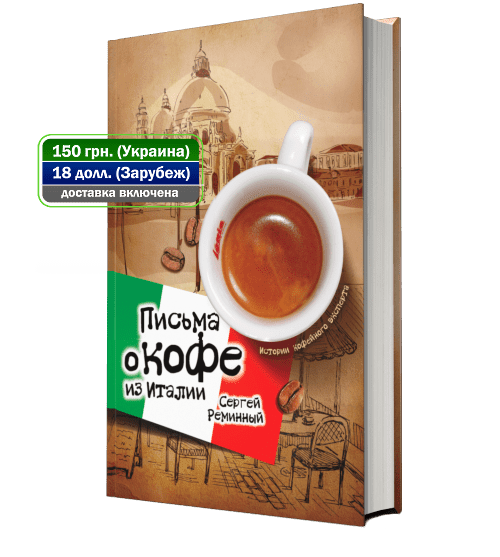 150 грн. (Украина)
18 долл. (Зарубеж)
доставка включена
Истории кофейного эксперта
Письма
о кофе
из Италии
Сергей
Реминный